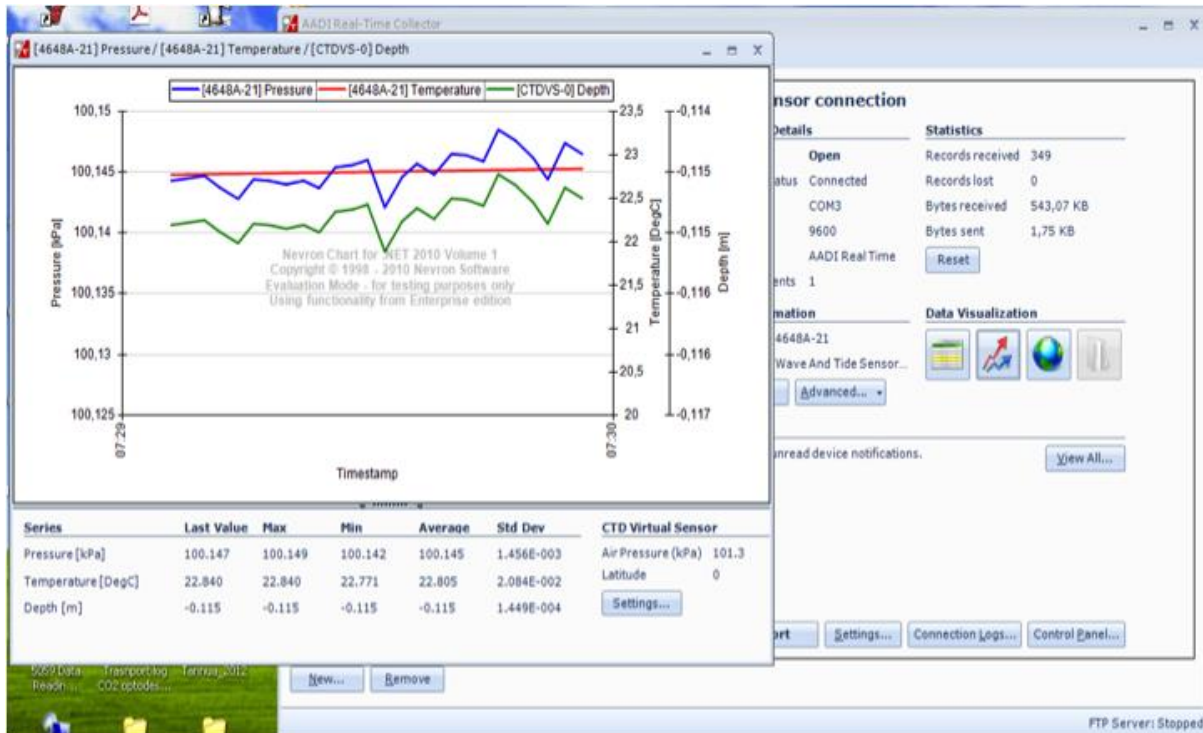 AADI Real-Time Collector
[4648A-21] Pressure / [4648A-21] Temperature / [CTDVS-0] Depth
[4648A-21] Pressure [4648A-21] Temperature [CTDVS-0] Depth
100,15
100,145
100,14
100,135
100,13
100,125
Pressure [kPa]
23,5
23
22,5
22
21,5
21
20,5
20
Temperature [DegC]
-0,114
-0,115
-0,115
-0,116
-0,116
-0,117
Depth [m]
Nevron Chart for .NET 2010 Volume 1
Copyright © 1998 - 2010 Nevron Software
Evaluation Mode - for testing purposes only
Using functionality from Enterprise edition
07:29
07:30
Timestamp
Series Last Value Max Min Average Std Dev
Pressure [kPa] 100.147 100.149 100.142 100.145 1.456E-003
Temperature [DegC] 22.840 22.840 22.771 22.805 2.084E-002
Depth [m] -0.115 -0.115 -0.115 -0.115 1.449E-004
CTD Virtual Sensor
Air Pressure (kPa) 101.3
Latitude 0
Settings...
nsor connection
Details
Open
atus Connected
COM3
9600
AADI Real Time
ents 1
Statistics
Records received 349
Records lost 0
Bytes received 543,07 KB
Bytes sent 1,75 KB
Reset
mation
4648A-21
Wave And Tide Sensor...
Advanced...
Data Visualization
unread device notifications.
View All...
ort Settings... Connection Logs... Control Panel...
New... Remove
FTP Server: Stopped
5059 Data Readn...
Trasnport log CO2 optodes...
2012